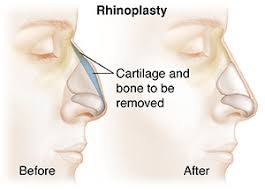 Rhinoplasty
Cartilage and
bone to be
removed
Before
After